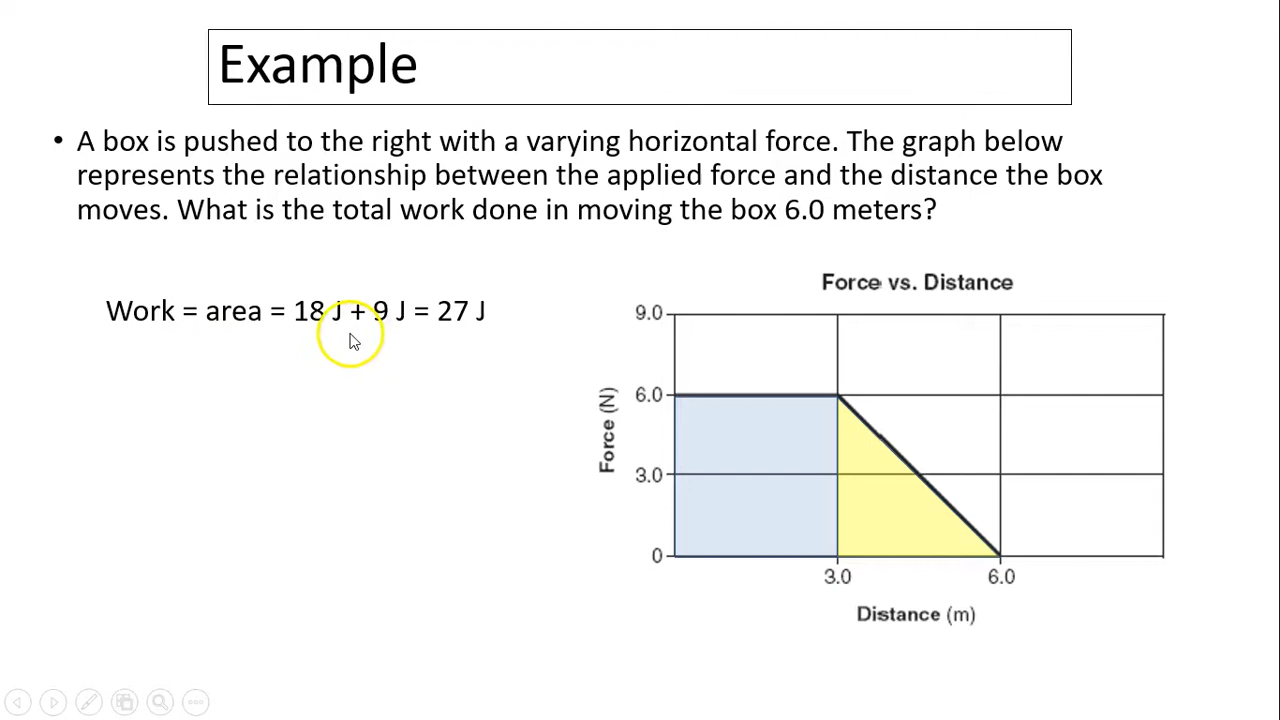 Example
• A box is pushed to the right with a varying horizontal force. The graph below
represents the relationship between the applied force and the distance the box
moves. What is the total work done in moving the box 6.0 meters?
Work = area = 18 J + 9 J = 27 J
Force vs. Distance
9.0
6.0
3.0
0
Force (N)
3.0 6.0
Distance (m)